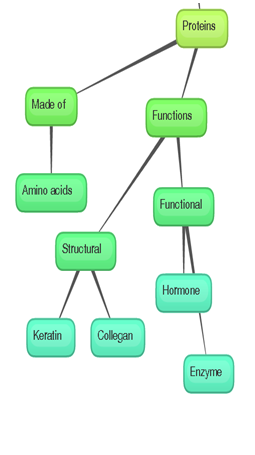 Proteins
Made of
Functions
Amino acids
Functional
Structural
Hormone
Keratin
Collegan
Enzyme